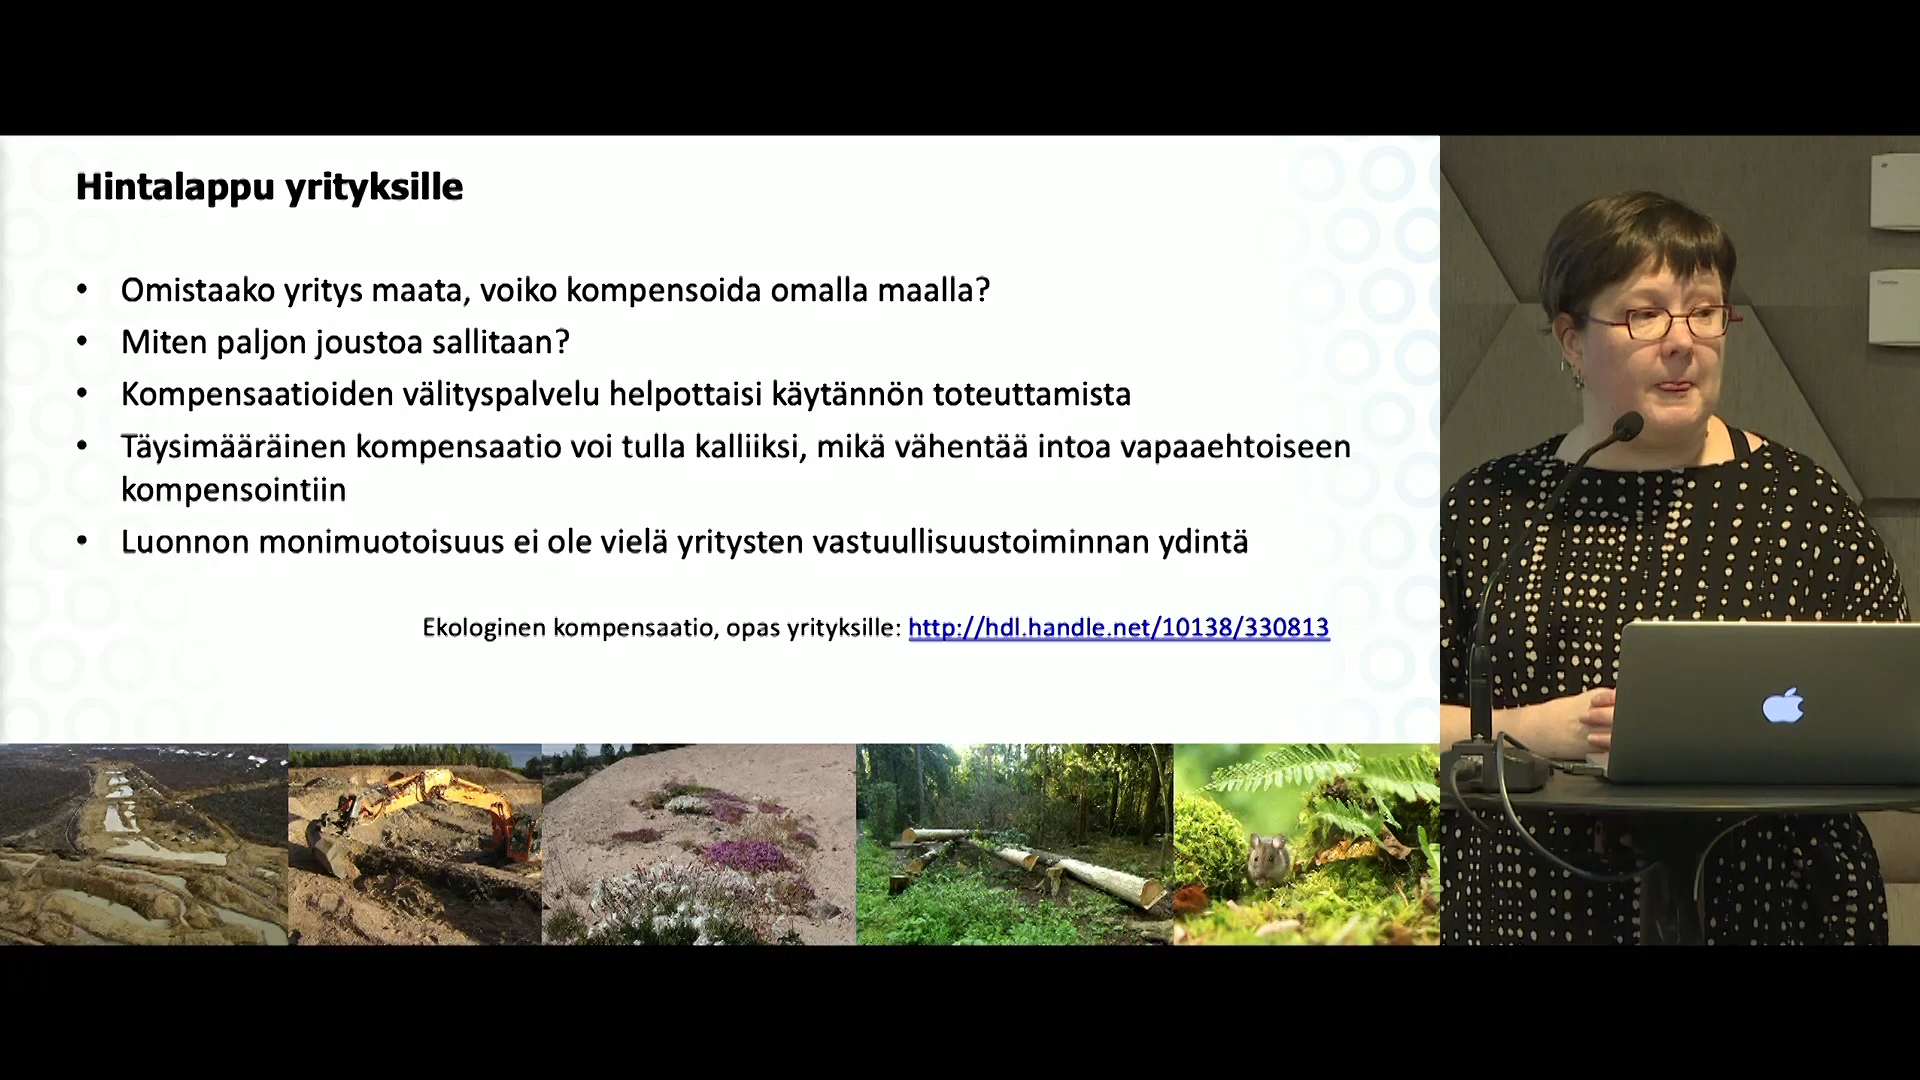 Hintalappu yrityksille
• Omistaako yritys maata, voiko kompensoida omalla maalla?
• Miten paljon joustoa sallitaan?
• Kompensaatioiden välityspalvelu helpottaisi käytännön toteuttamista
• Täysimääräinen kompensaatio voi tulla kalliiksi, mikä vähentää intoa vapaaehtoiseen
kompensointiin
• Luonnon monimuotoisuus ei ole vielä yritysten vastuullisuustoiminnan ydintä
Ekologinen kompensaatio, opas yrityksille: http://hdl.handle.net/10138/330813